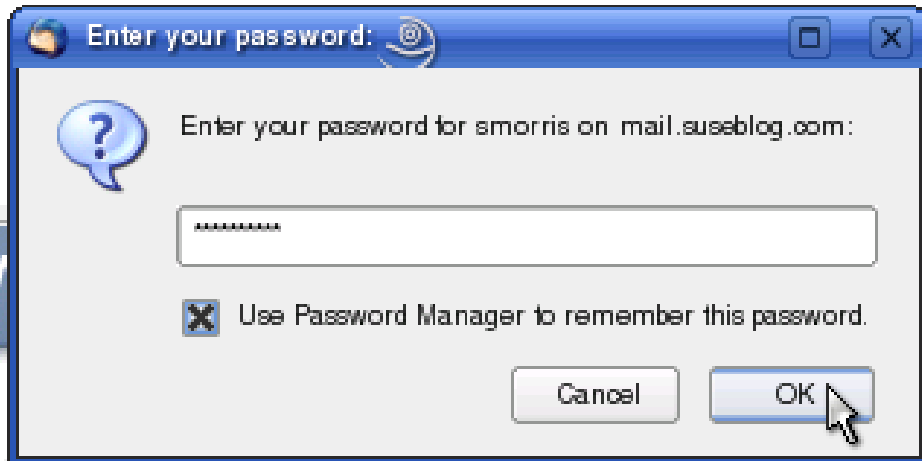 Enter your password:
Enter your password for smorris on mail.suseblog.com:
**********
Use Password Manager to remember this password.
Cancel
OK